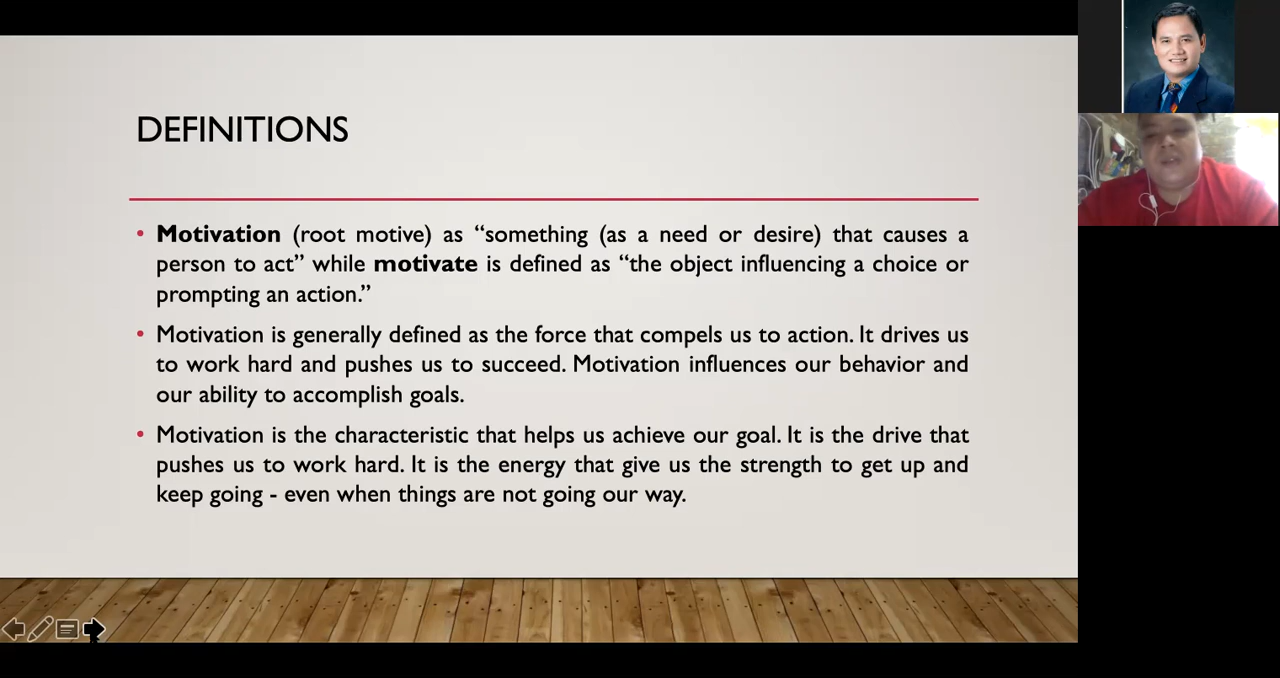 DEFINITIONS
• Motivation (root motive) as “something (as a need or desire) that causes a
person to act” while motivate is defined as “the object influencing a choice or
prompting an action.”
• Motivation is generally defined as the force that compels us to action. It drives us
to work hard and pushes us to succeed. Motivation influences our behavior and
our ability to accomplish goals.
• Motivation is the characteristic that helps us achieve our goal. It is the drive that
pushes us to work hard. It is the energy that give us the strength to get up and
keep going - even when things are not going our way.